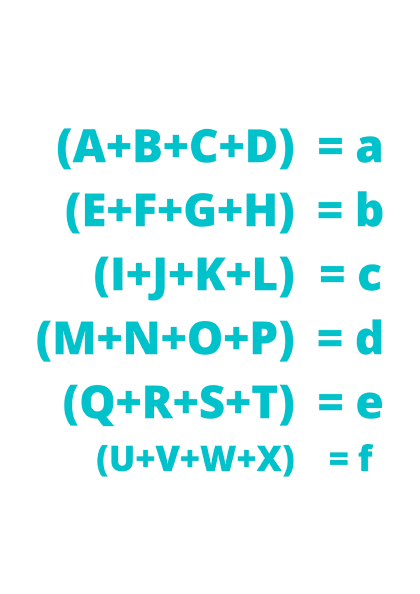 (A+B+C+D) = a
(E+F+G+H) = b
(I+J+K+L) = c
(M+N+O+P) = d
(Q+R+S+T) = e
(U+V+W+X) = f